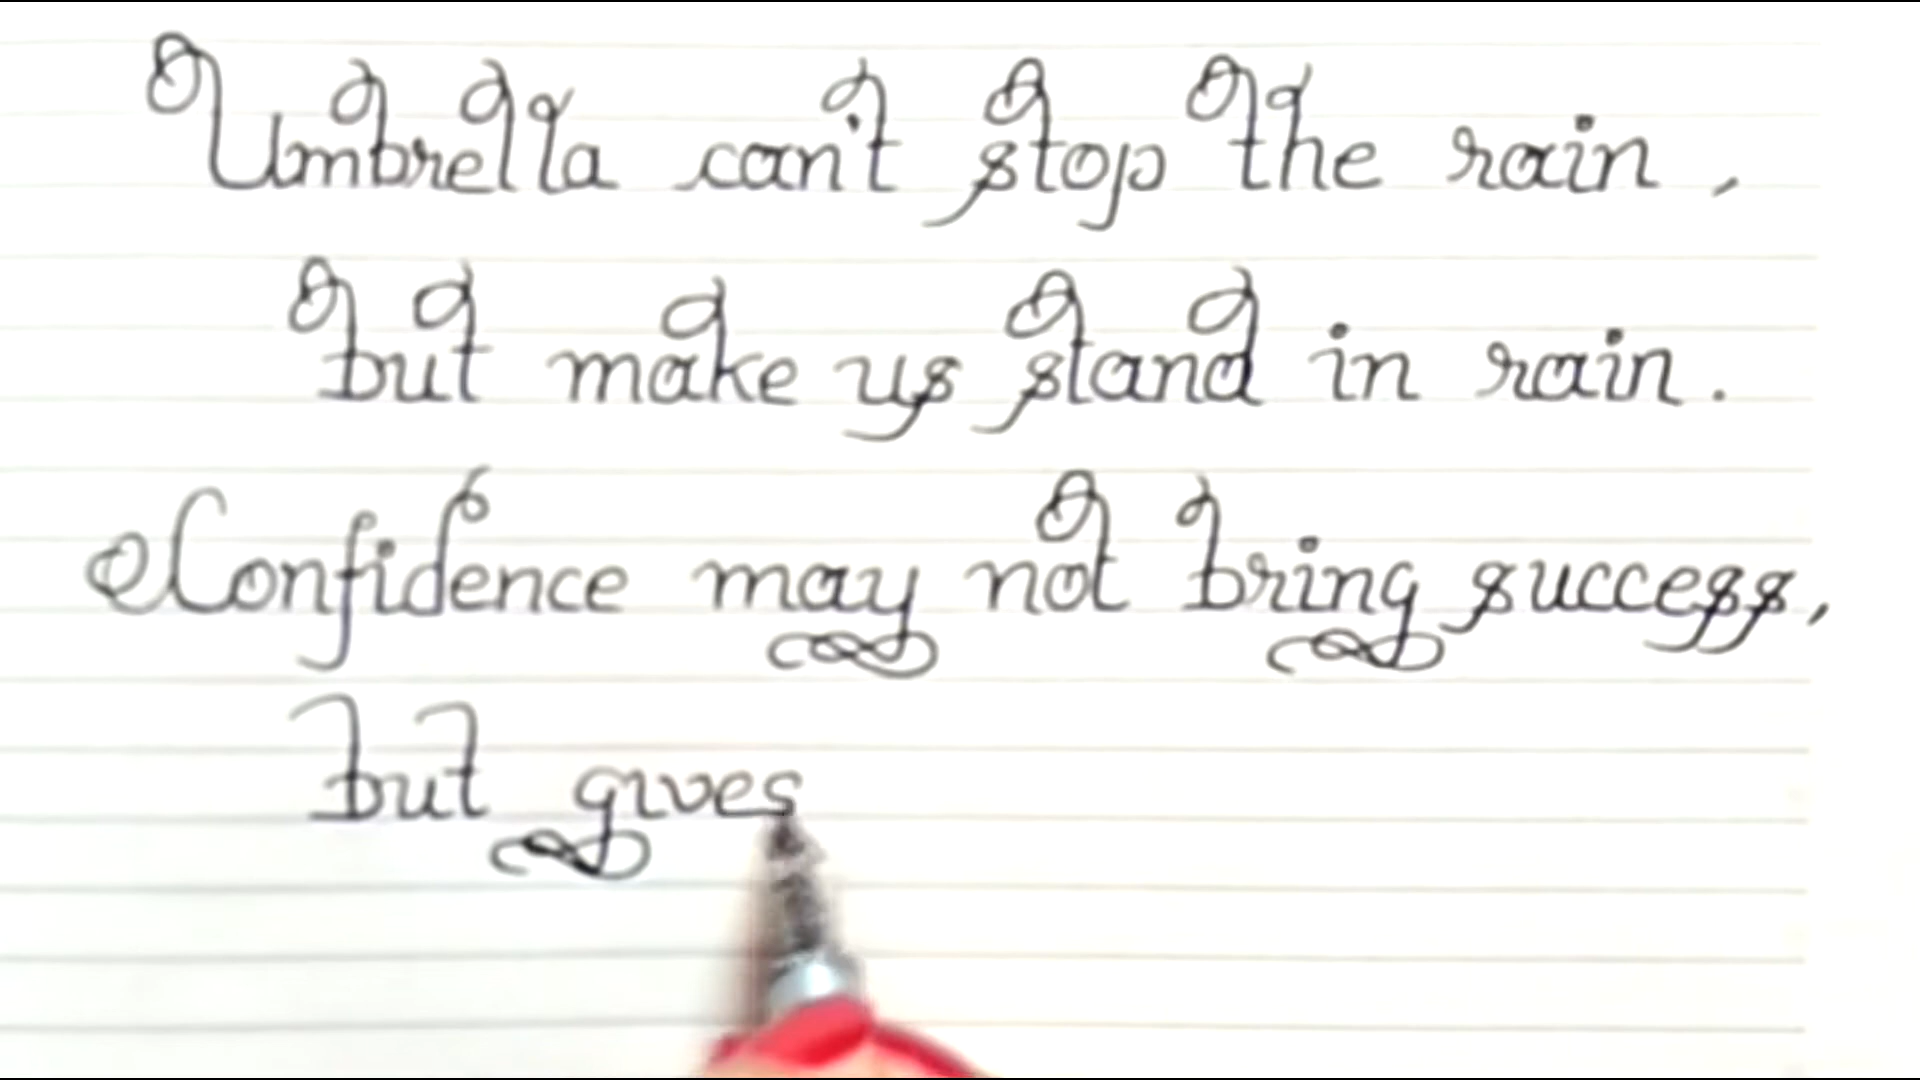 Umbrella can't stop the rain,
but make us stand in rain.
Confidence may not bring success,
but gives